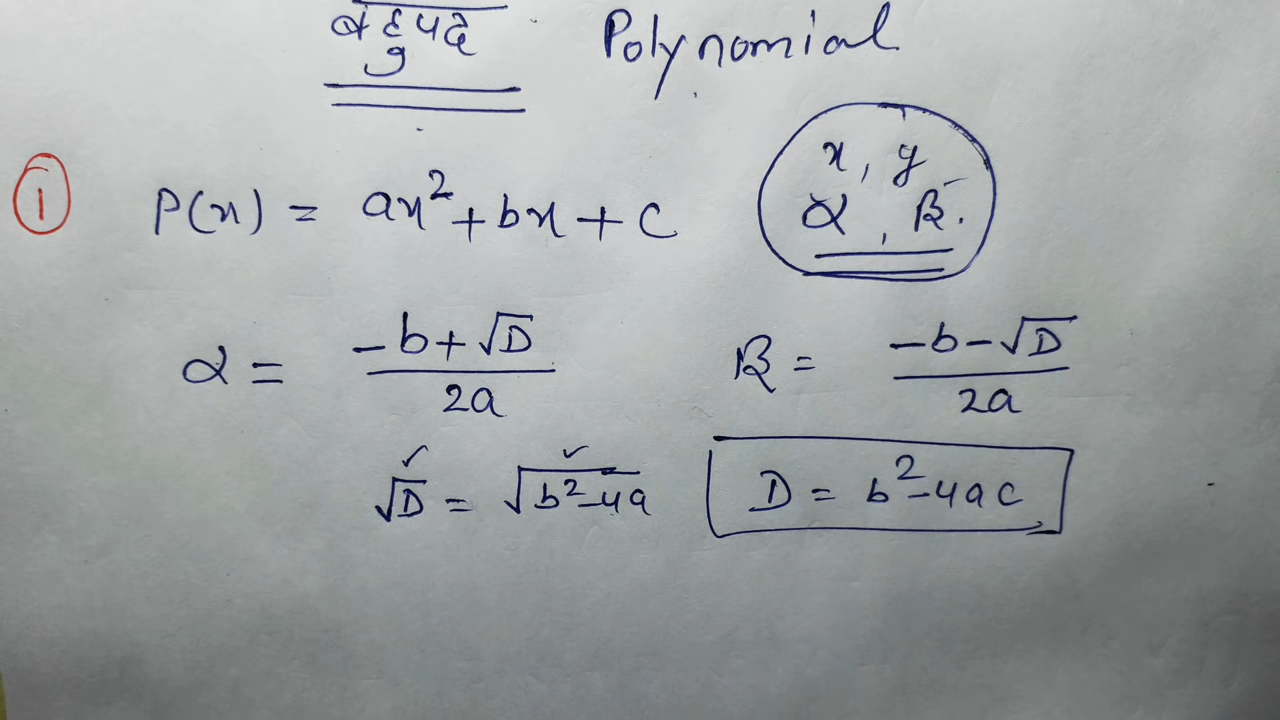 बहुपद Polynomial
① P(x) = ax²+bx+c
x, y
α, β.
α = (-b+√D)/2a β = (-b-√D)/2a
√D = √b²-4a D = b²-4ac